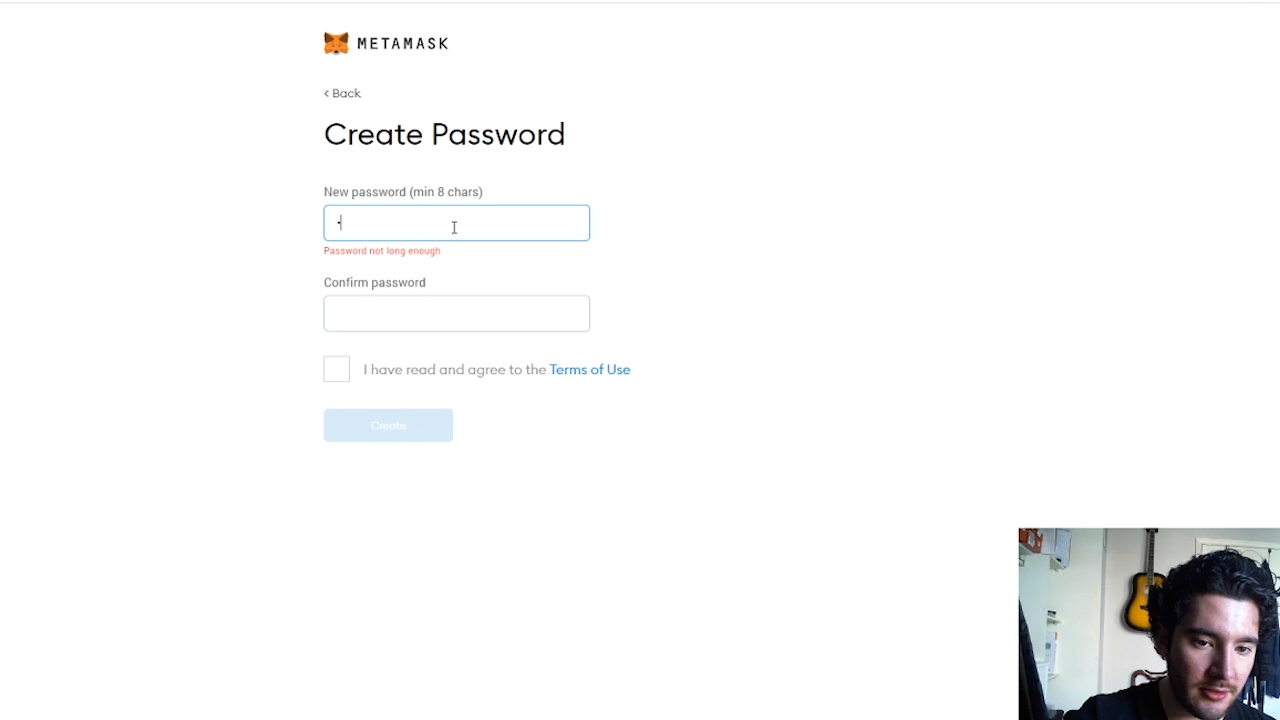 METAMASK
< Back
Create Password
New password (min 8 chars)
Password not long enough
Confirm password
I have read and agree to the Terms of Use
Create